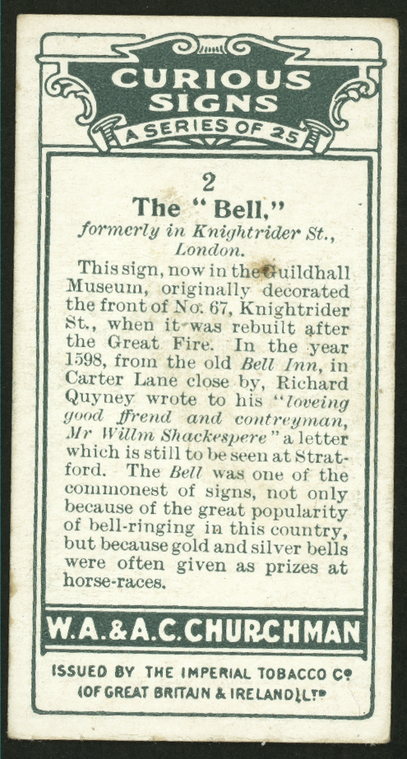 CURIOUS
SIGNS
A SERIES OF 25
2
The "Bell,"
formerly in Knightrider St.,
London.
This sign, now in the Guildhall
Museum, originally decorated
the front of No. 67, Knightrider
St., when it was rebuilt after
the Great Fire. In the year
1598, from the old Bell Inn, in
Carter Lane close by, Richard
Quyney wrote to his "loveing
good ffrend and contreyman,
Mr Willm Shackespere" a letter
which is still to be seen at Strat-
ford. The Bell was one of the
commonest of signs, not only
because of the great popularity
of bell-ringing in this country,
but because gold and silver bells
were often given as prizes at
horse-races.
W.A. & A.C. CHURCHMAN
ISSUED BY THE IMPERIAL TOBACCO Co.
(OF GREAT BRITAIN & IRELAND), LTD